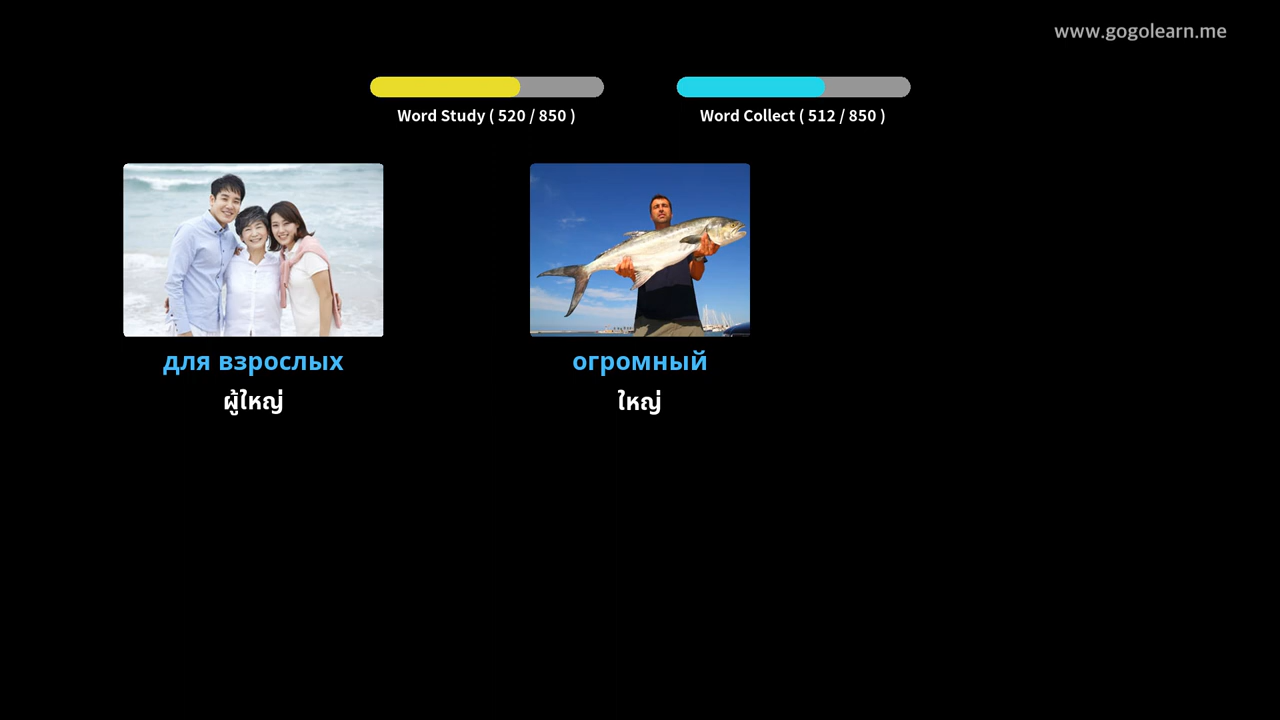 www.gogolearn.me
Word Study ( 520 / 850 )
Word Collect ( 512 / 850 )
для взрослых
ผู้ใหญ่
огромный
ใหญ่